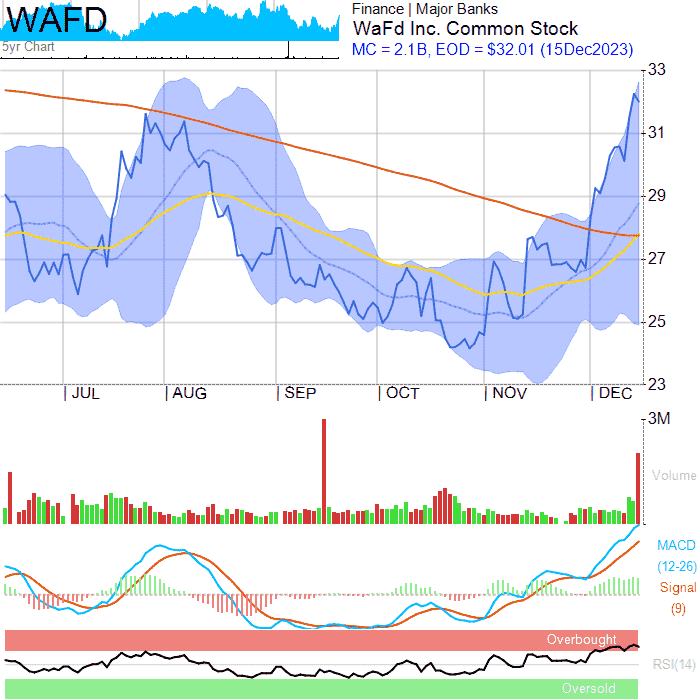 WAFD
5yr Chart
Finance | Major Banks
WaFd Inc. Common Stock
MC = 2.1B, EOD = $32.01 (15Dec2023)
33
31
29
27
25
23
JUL AUG SEP OCT NOV DEC
3M
Volume
MACD
(12-26)
Signal
(9)
Overbought
RSI(14)
Oversold